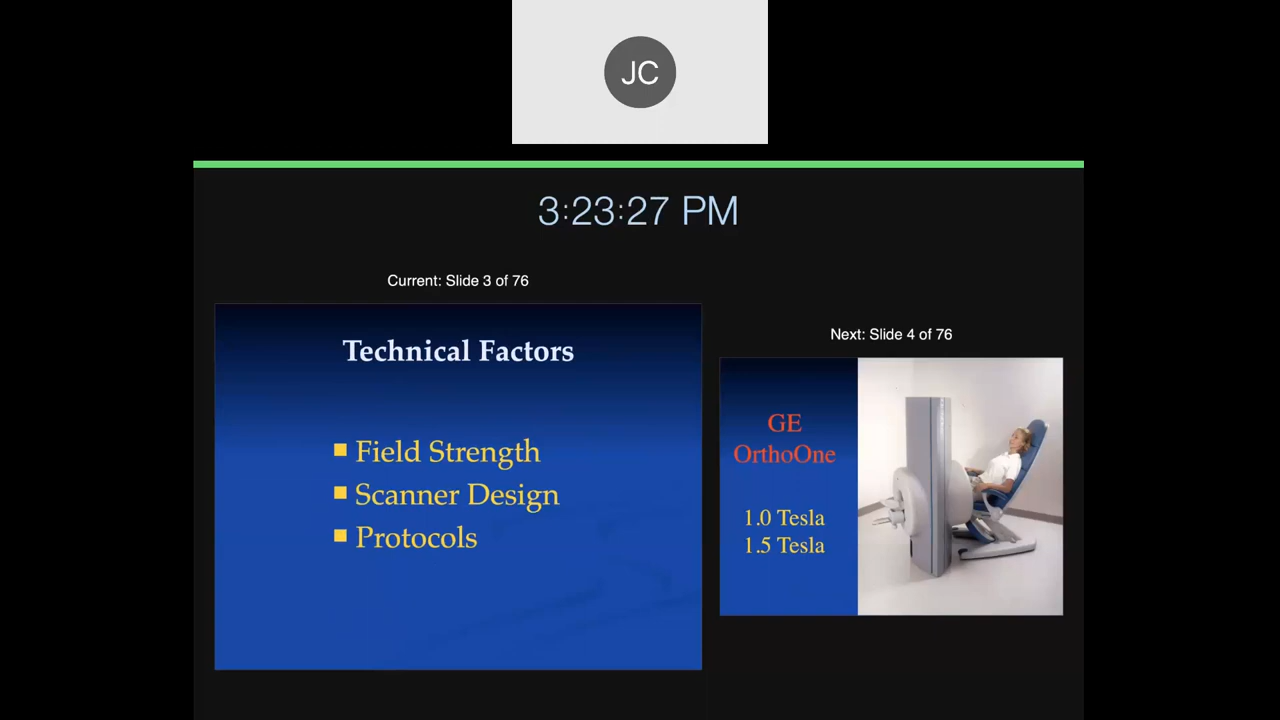 JC
3:23:27 PM
Current: Slide 3 of 76
Technical Factors
Field Strength
Scanner Design
Protocols
Next: Slide 4 of 76
GE
OrthoOne
1.0 Tesla
1.5 Tesla